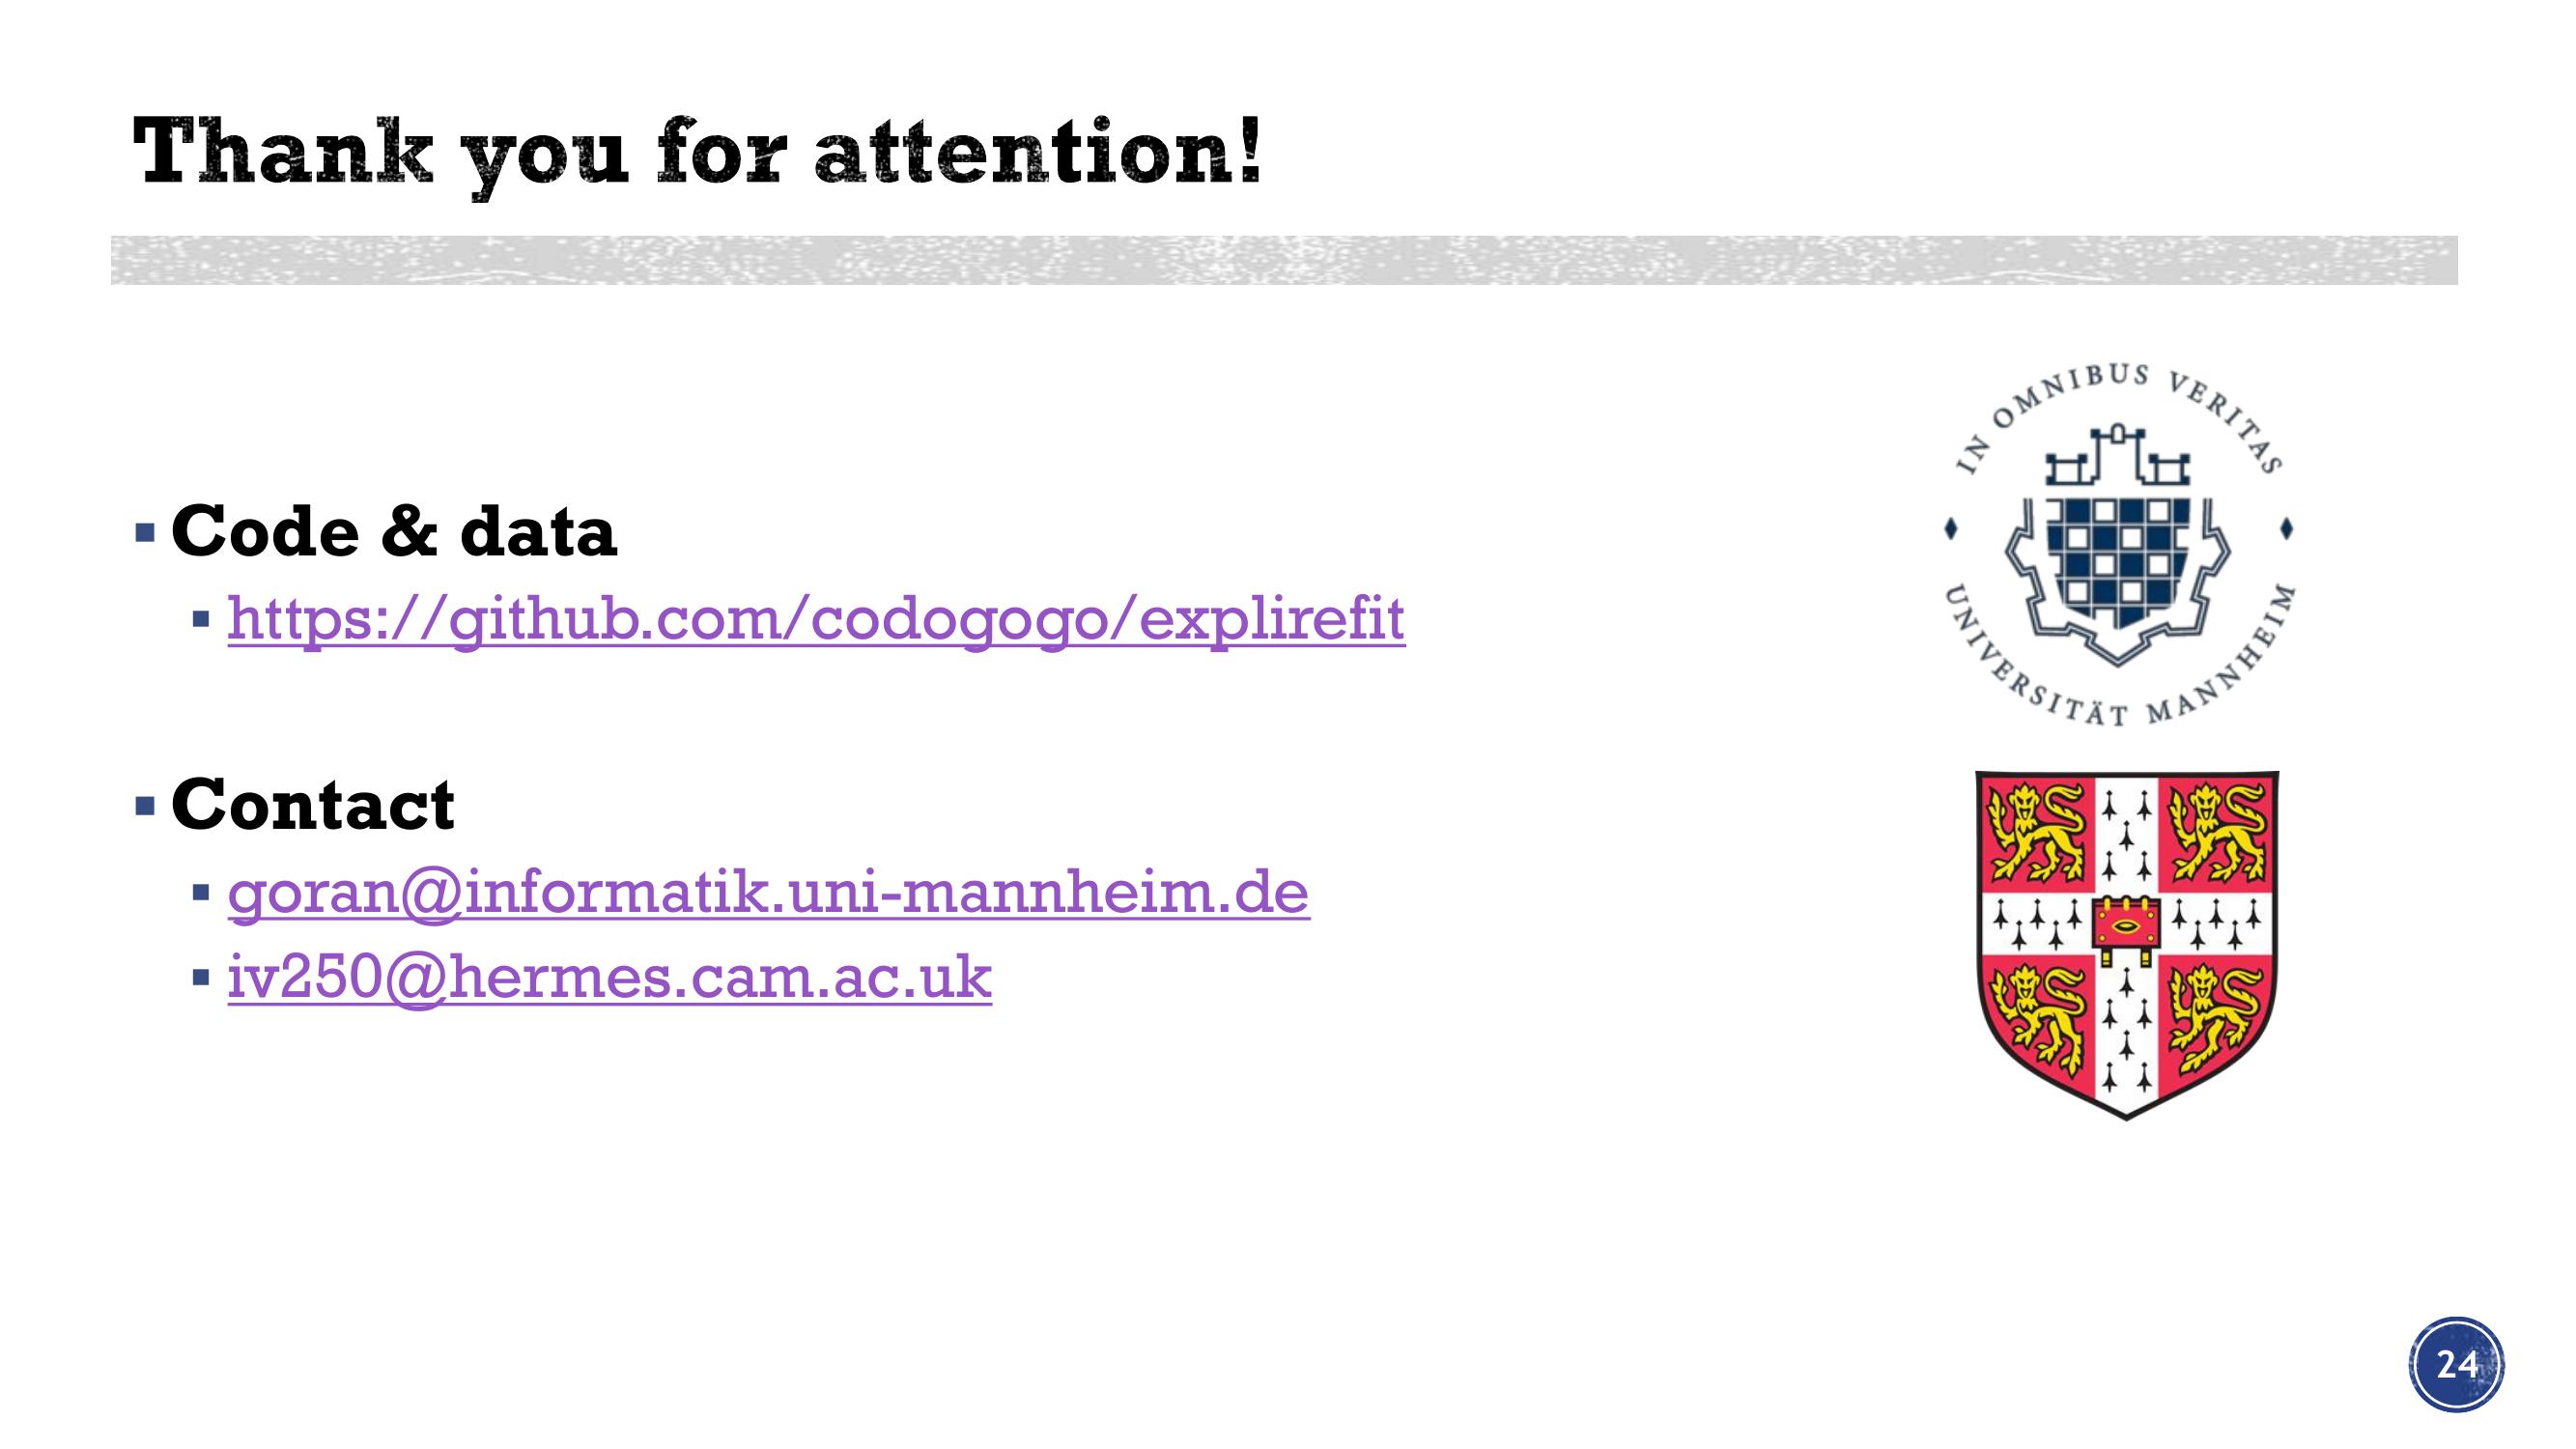 Thank you for attention!
▪ Code & data
▪ https://github.com/codogogo/explirefit
▪ Contact
▪ goran@informatik.uni-mannheim.de
▪ iv250@hermes.cam.ac.uk
IN OMNIBUS VERITAS
UNIVERSITÄT MANNHEIM
24